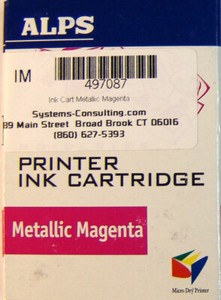 ALPS
IM
497087
Ink Cart Metallic Magenta
Systems-Consulting.com
89 Main Street Broad Brook CT 06016
(860) 627-5393
PRINTER
INK CARTRIDGE
Metallic Magenta
Micro Dry Printer